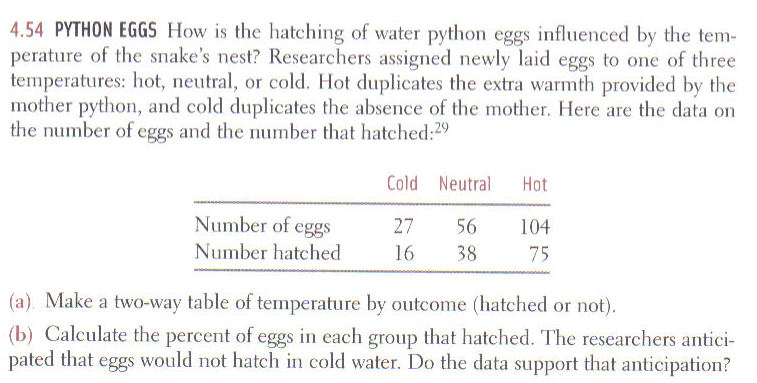 4.54 PYTHON EGGS How is the hatching of water python eggs influenced by the tem-
perature of the snake's nest? Researchers assigned newly laid eggs to one of three
temperatures: hot, neutral, or cold. Hot duplicates the extra warmth provided by the
mother python, and cold duplicates the absence of the mother. Here are the data on
the number of eggs and the number that hatched:29
Cold Neutral Hot
Number of eggs 27 56 104
Number hatched 16 38 75
(a) Make a two-way table of temperature by outcome (hatched or not).
(b) Calculate the percent of eggs in each group that hatched. The researchers antici-
pated that eggs would not hatch in cold water. Do the data support that anticipation?